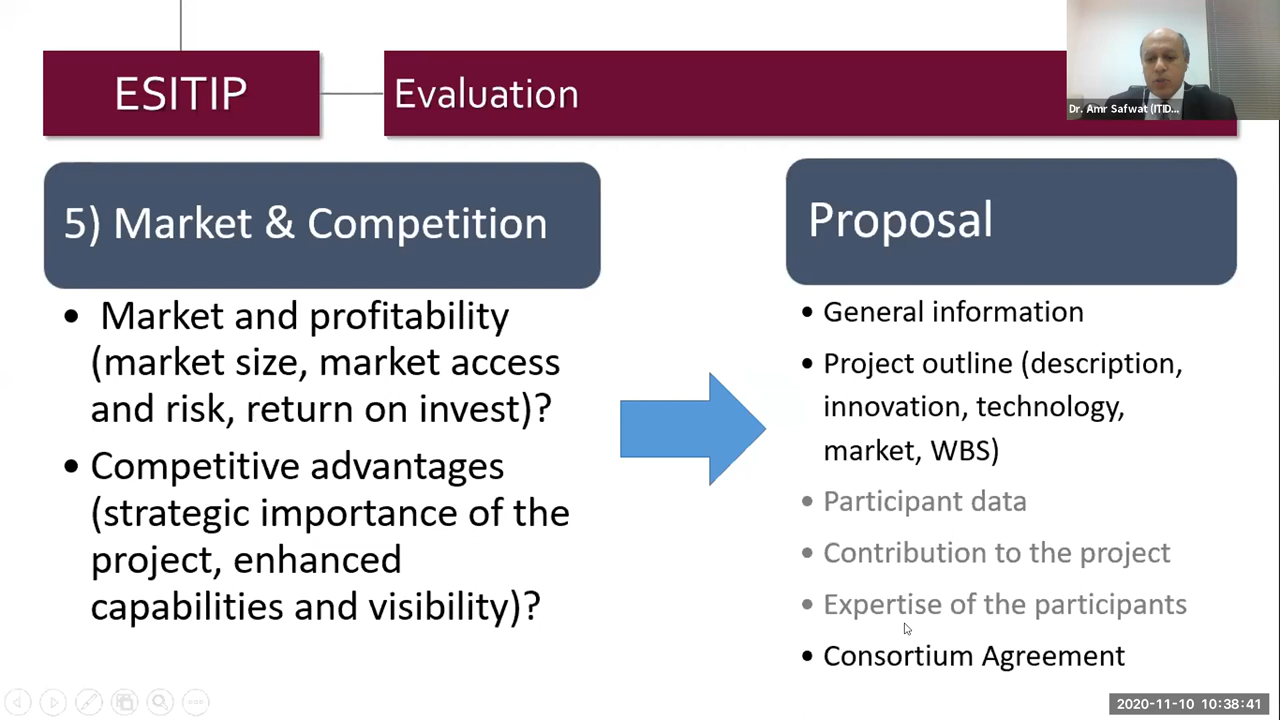 ESITIP
Evaluation
Dr. Amr Safwat (ITID...
5) Market & Competition
• Market and profitability
(market size, market access
and risk, return on invest)?
• Competitive advantages
(strategic importance of the
project, enhanced
capabilities and visibility)?
Proposal
• General information
• Project outline (description,
innovation, technology,
market, WBS)
• Participant data
• Contribution to the project
• Expertise of the participants
• Consortium Agreement
2020-11-10 10:38:41